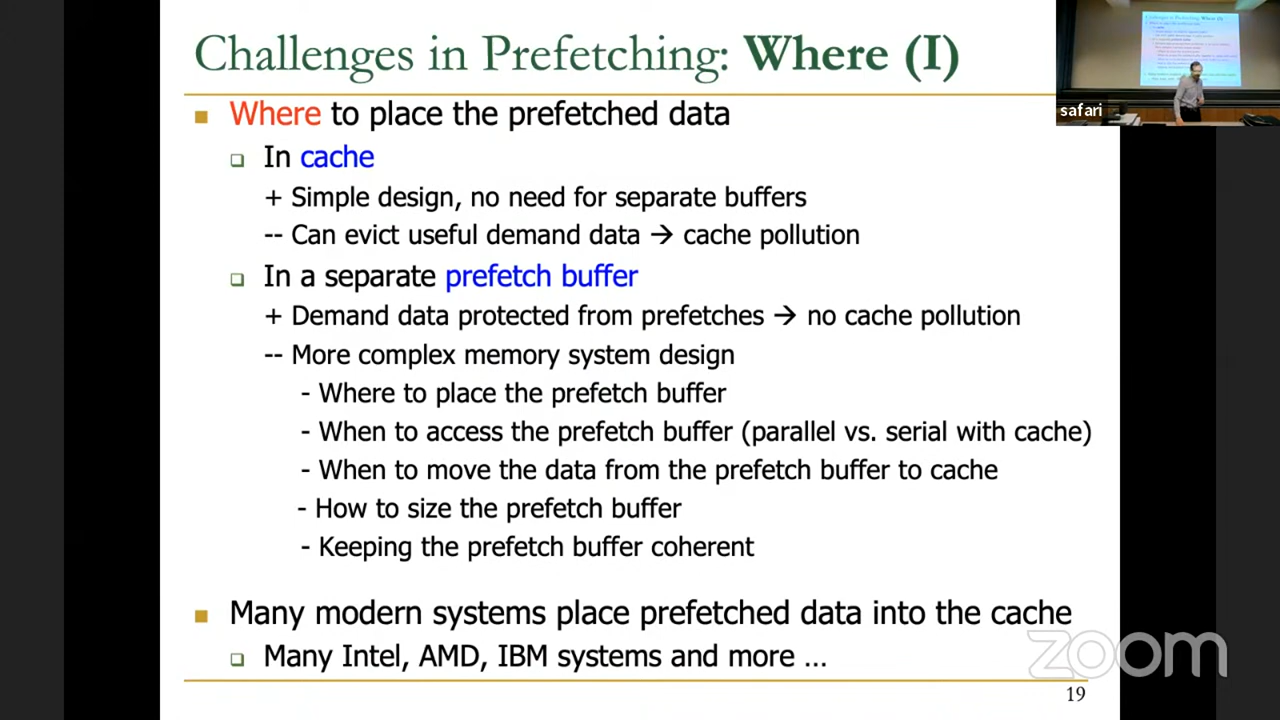 Challenges in Prefetching: Where (I)
Where to place the prefetched data
In cache
+ Simple design, no need for separate buffers
-- Can evict useful demand data → cache pollution
In a separate prefetch buffer
+ Demand data protected from prefetches → no cache pollution
-- More complex memory system design
- Where to place the prefetch buffer
- When to access the prefetch buffer (parallel vs. serial with cache)
- When to move the data from the prefetch buffer to cache
- How to size the prefetch buffer
- Keeping the prefetch buffer coherent
Many modern systems place prefetched data into the cache
Many Intel, AMD, IBM systems and more ...
19
safari
zoom